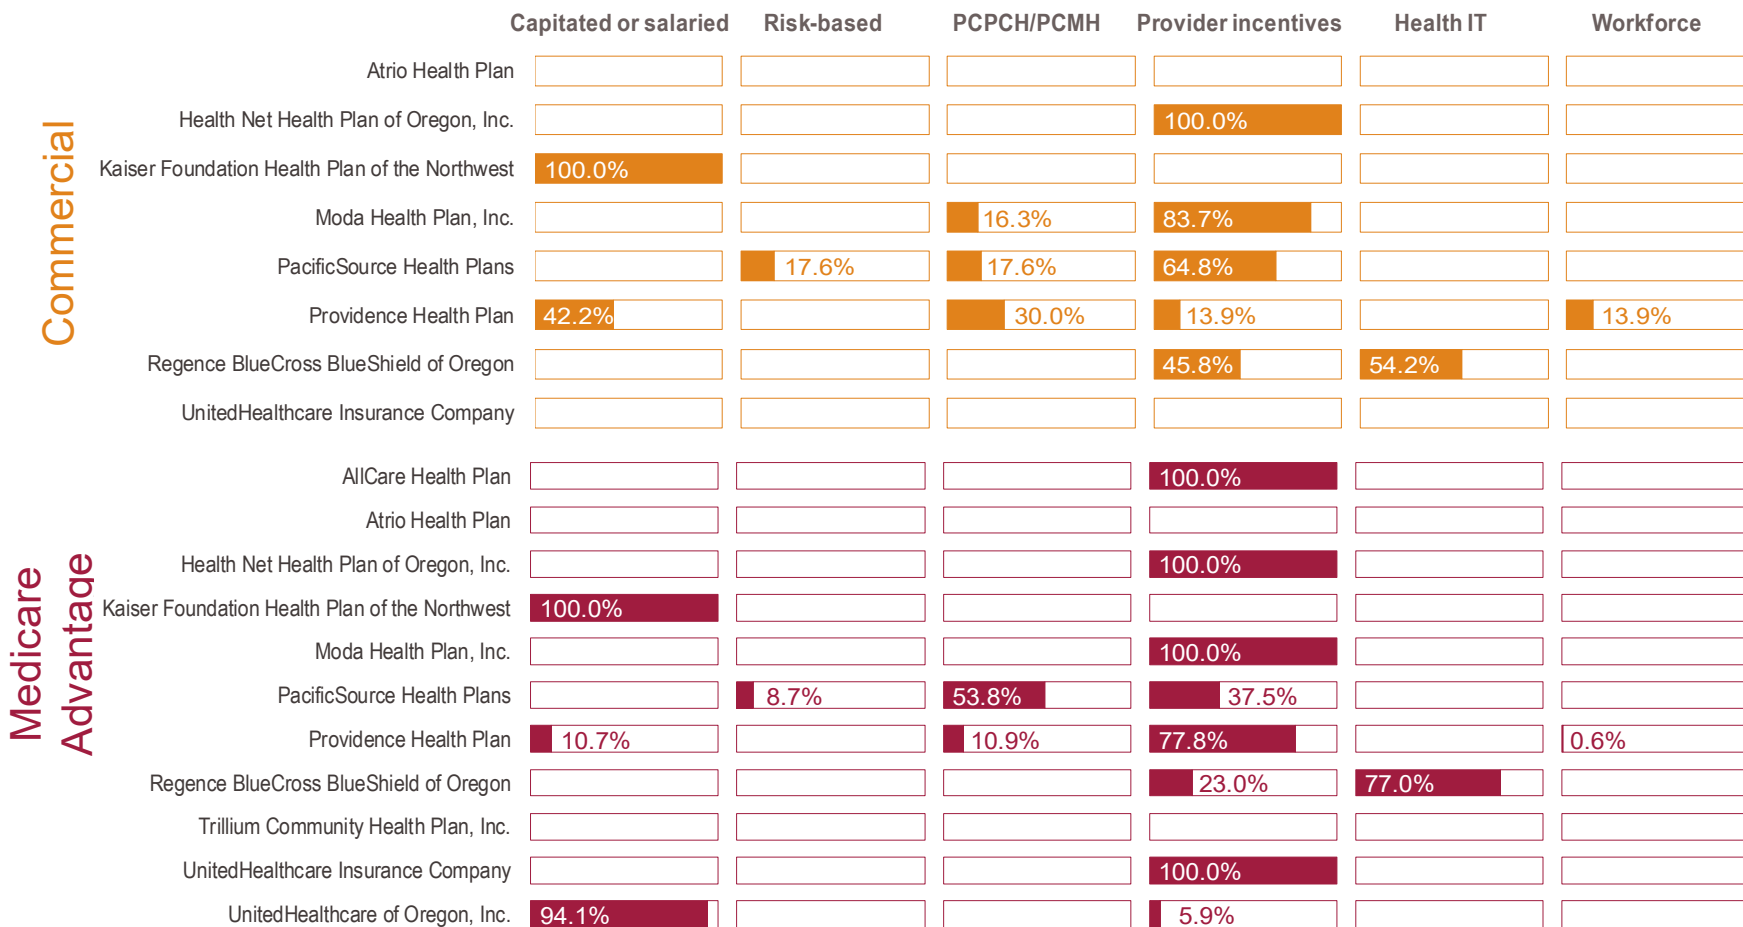 Capitated or salaried Risk-based PCPCH/PCMH Provider incentives Health IT Workforce
Commercial
Atrio Health Plan
Health Net Health Plan of Oregon, Inc. 100.0%
Kaiser Foundation Health Plan of the Northwest 100.0%
Moda Health Plan, Inc. 16.3% 83.7%
PacificSource Health Plans 17.6% 17.6% 64.8%
Providence Health Plan 42.2% 30.0% 13.9% 13.9%
Regence BlueCross BlueShield of Oregon 45.8% 54.2%
UnitedHealthcare Insurance Company
Medicare
Advantage
AllCare Health Plan 100.0%
Atrio Health Plan
Health Net Health Plan of Oregon, Inc. 100.0%
Kaiser Foundation Health Plan of the Northwest 100.0%
Moda Health Plan, Inc. 100.0%
PacificSource Health Plans 8.7% 53.8% 37.5%
Providence Health Plan 10.7% 10.9% 77.8% 0.6%
Regence BlueCross BlueShield of Oregon 23.0% 77.0%
Trillium Community Health Plan, Inc.
UnitedHealthcare Insurance Company 100.0%
UnitedHealthcare of Oregon, Inc. 94.1% 5.9%